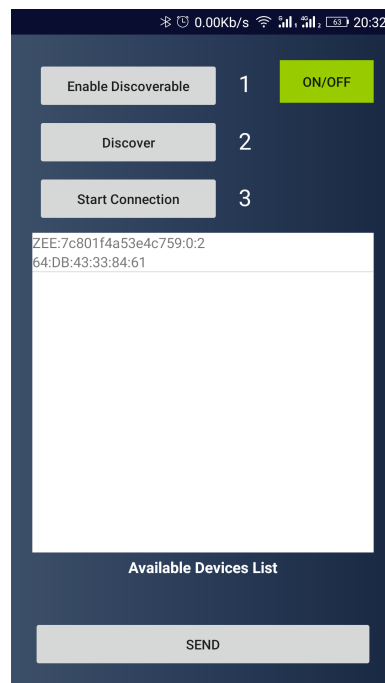 0.00Kb/s 63 20:32
Enable Discoverable 1 ON/OFF
Discover 2
Start Connection 3
ZEE:7c801f4a53e4c759:0:2
64:DB:43:33:84:61
Available Devices List
SEND